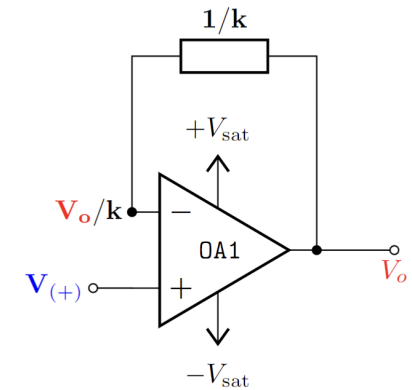 1/k
+V_sat
V_o/k
−
OA1
V_(+)
+
V_o
−V_sat